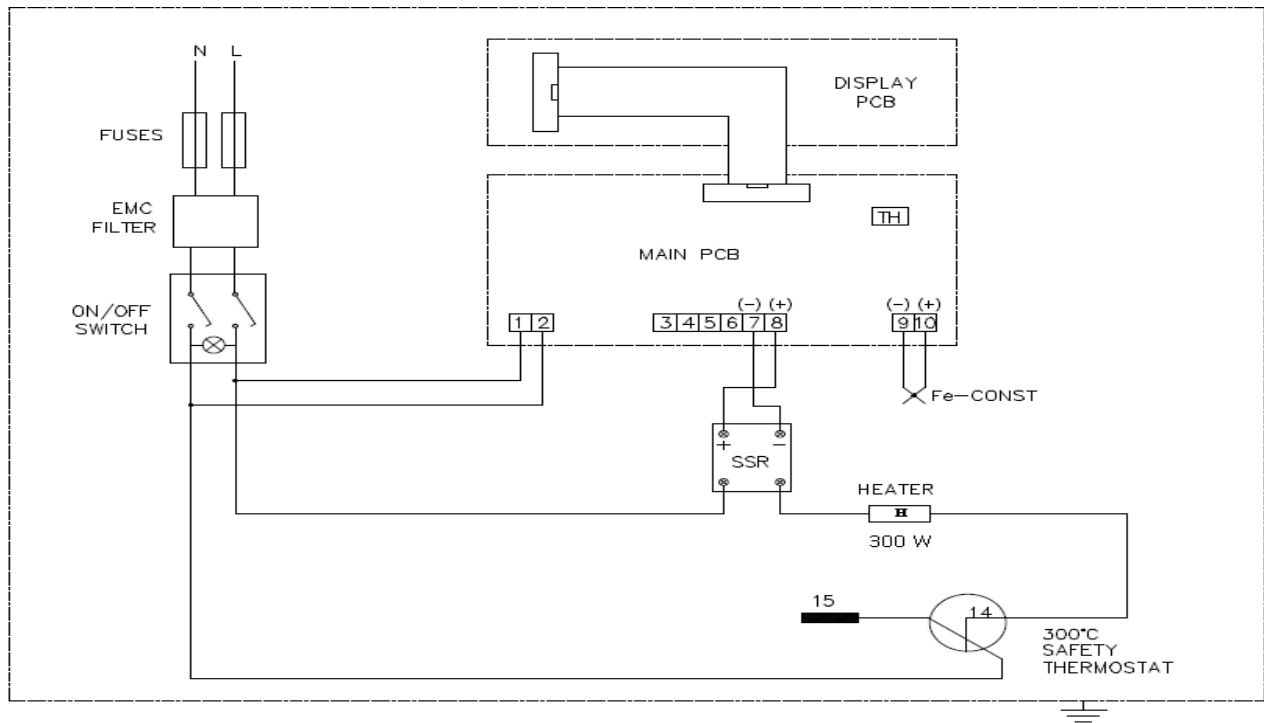 N L
FUSES
EMC
FILTER
ON/OFF
SWITCH
DISPLAY
PCB
TH
MAIN PCB
(-) (+)
(-) (+)
1 2
3 4 5 6 7 8
9 10
Fe-CONST
+ -
SSR
HEATER
H
300 W
15
14
300°C
SAFETY
THERMOSTAT